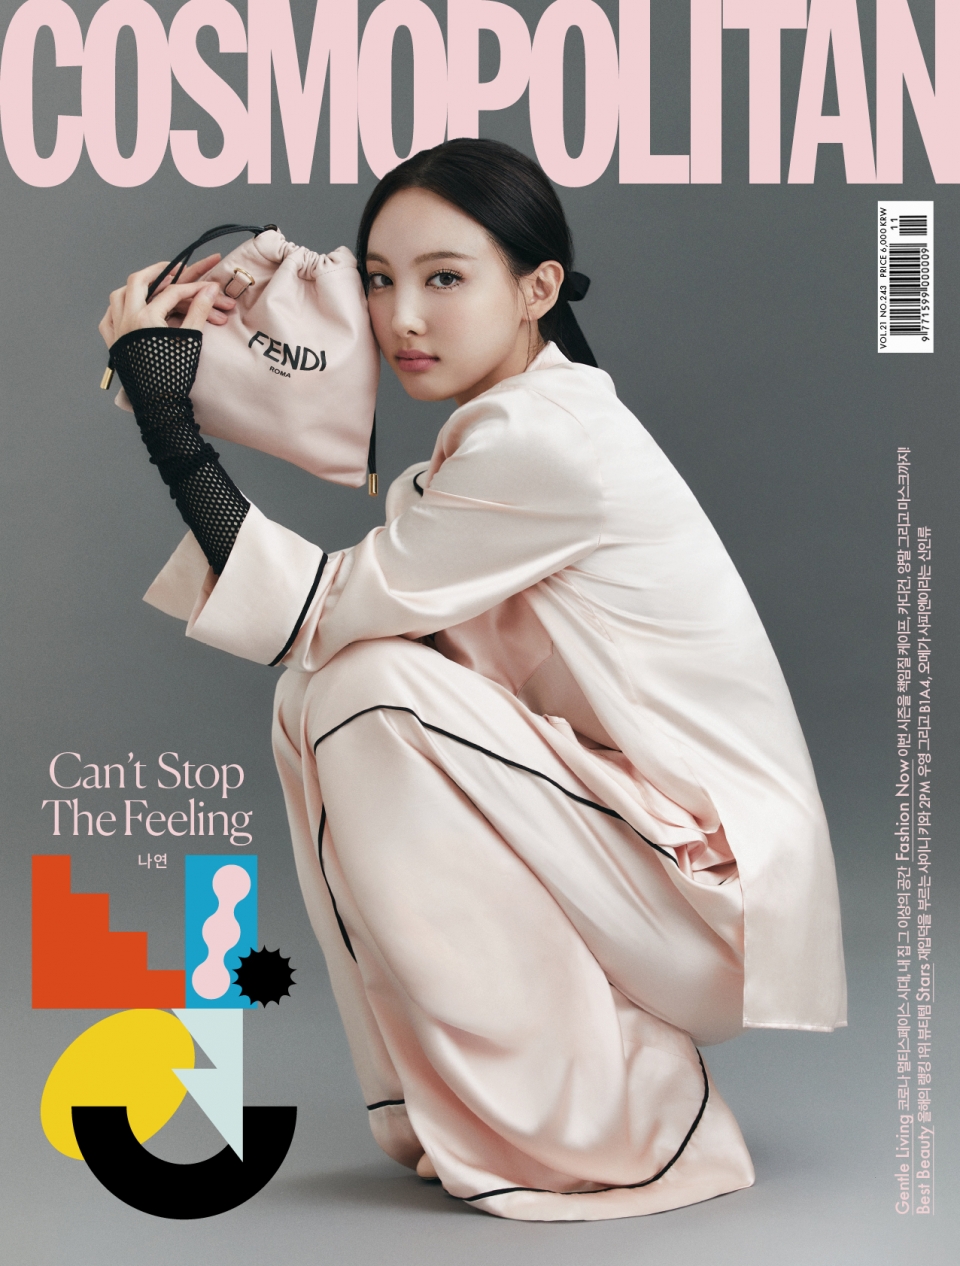 COSMOPOLITAN
VOL.21 NO.243 PRICE 6,000 KRW
11
9 771599 000009
FENDI
ROMA
Can't Stop
The Feeling
나연
Gentle Living 코로나 멀티스페이스 시대, 내 집 그 이상의 공간 Fashion Now 이번 시즌을 책임질 케이프, 카디건, 양말 그리고 마스크까지!
Best Beauty 올해의 랭킹 1위 뷰티템 Stars 재입덕을 부르는 샤이니 키와 2PM 우영 그리고 B1A4, 오메가 사피엔이라는 신인류